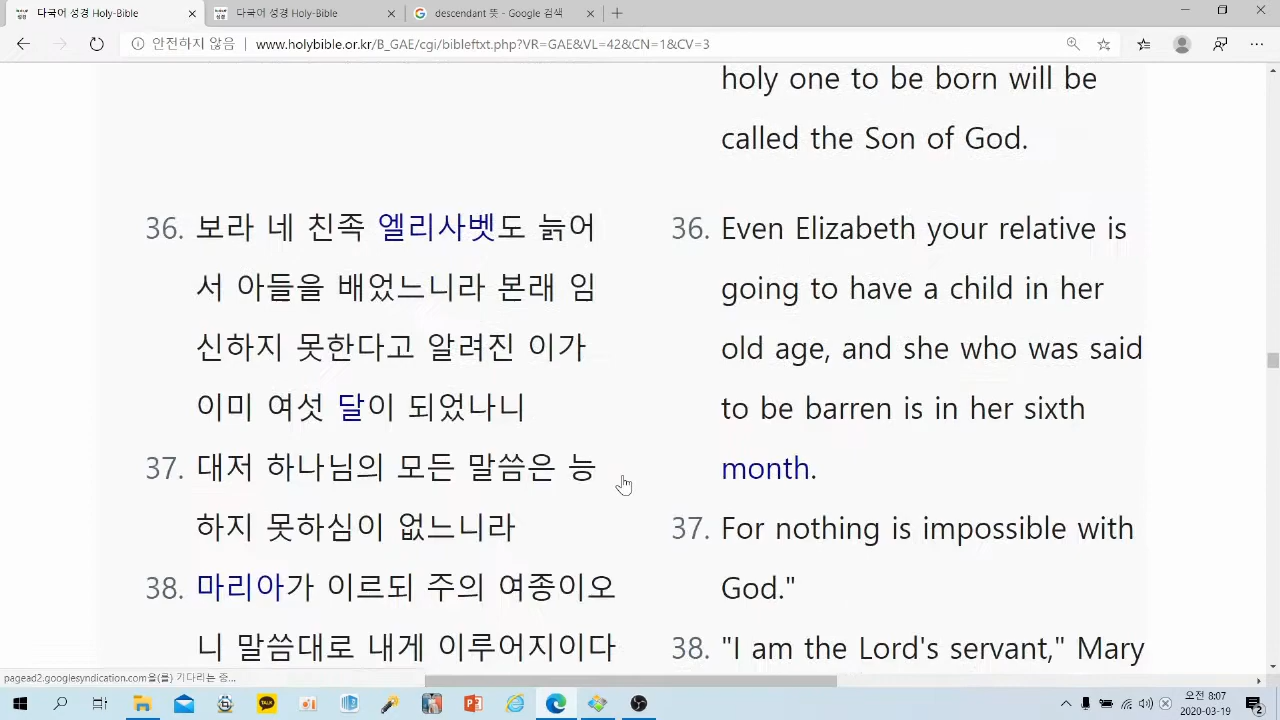 다국어 성경 Holy-Bible
다국어 성경 Holy-Bible
descendant 뜻 - Google 검색
안전하지 않음
www.holybible.or.kr/B_GAE/cgi/bibleftxt.php?VR=GAE&VL=42&CN=1&CV=3
holy one to be born will be
called the Son of God.
36. 보라 네 친족 엘리사벳도 늙어
서 아들을 배었느니라 본래 임
신하지 못한다고 알려진 이가
이미 여섯 달이 되었나니
37. 대저 하나님의 모든 말씀은 능
하지 못하심이 없느니라
38. 마리아가 이르되 주의 여종이오
니 말씀대로 내게 이루어지이다
36. Even Elizabeth your relative is
going to have a child in her
old age, and she who was said
to be barren is in her sixth
month.
37. For nothing is impossible with
God."
38. "I am the Lord's servant," Mary
pagead2.googlesyndication.com을(를) 기다리는 중...
TALK
오전 8:07
2020-03-19
2